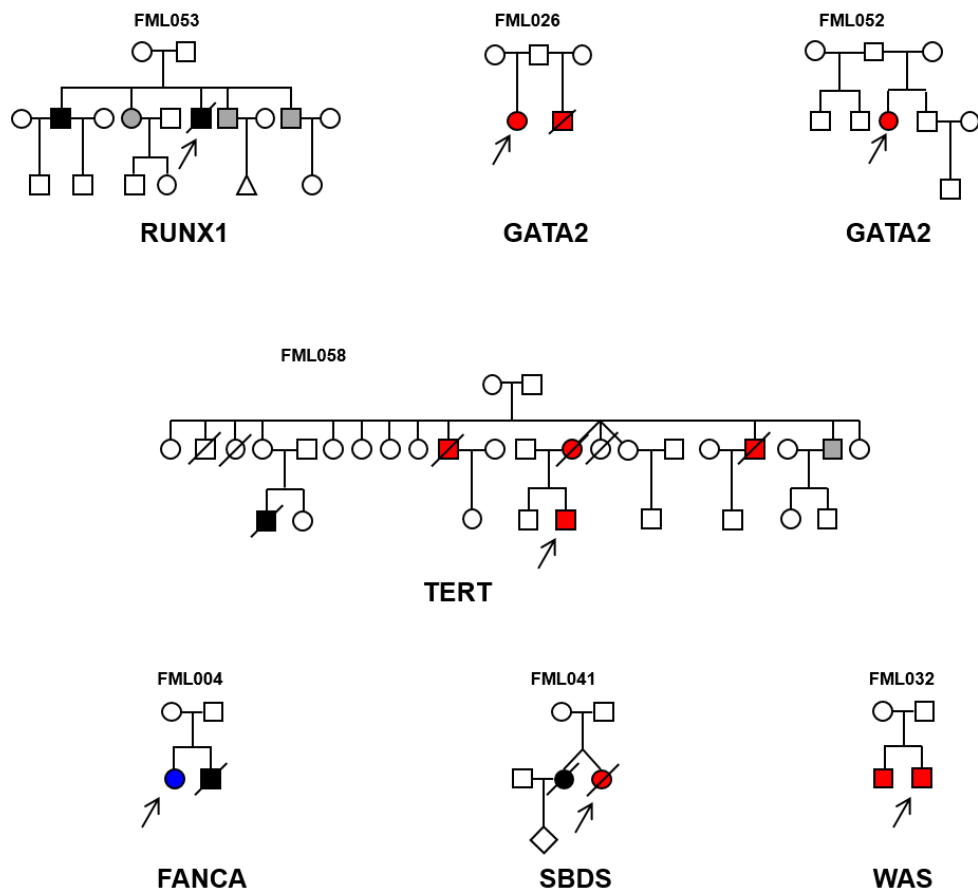 FML053
FML026
FML052
RUNX1
GATA2
GATA2
FML058
TERT
FML004
FML041
FML032
FANCA
SBDS
WAS